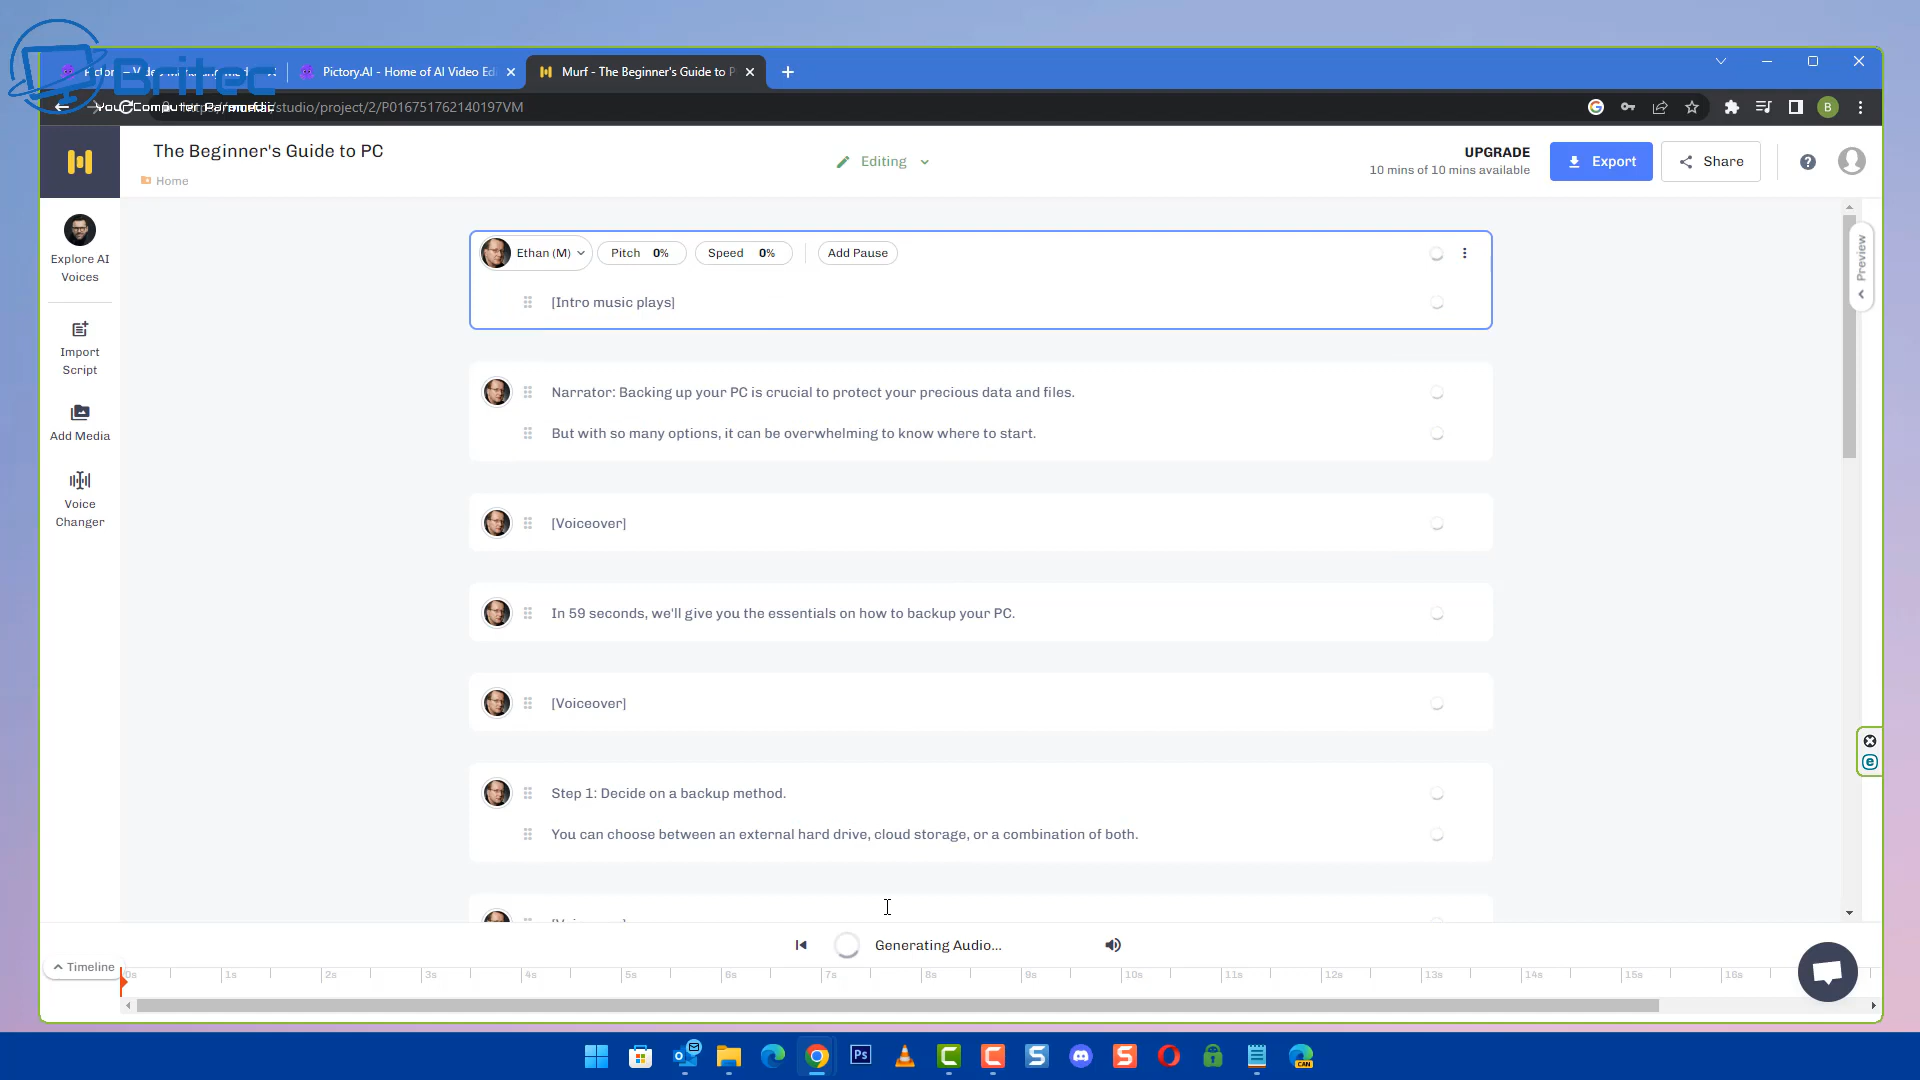 Britec
Pictory.AI - Home of AI Video Edi
Murf - The Beginner's Guide to P
/studio/project/2/P016751762140197VM
B
The Beginner's Guide to PC
Home
Editing
UPGRADE
10 mins of 10 mins available
Export
Share
Explore AI
Voices
Import
Script
Add Media
Voice
Changer
Preview
Ethan (M)
Pitch 0%
Speed 0%
Add Pause
[Intro music plays]
Narrator: Backing up your PC is crucial to protect your precious data and files.
But with so many options, it can be overwhelming to know where to start.
[Voiceover]
In 59 seconds, we'll give you the essentials on how to backup your PC.
[Voiceover]
Step 1: Decide on a backup method.
You can choose between an external hard drive, cloud storage, or a combination of both.
Generating Audio...
Timeline
0s 1s 2s 3s 4s 5s 6s 7s 8s 9s 10s 11s 12s 13s 14s 15s 16s
Ps
CAN